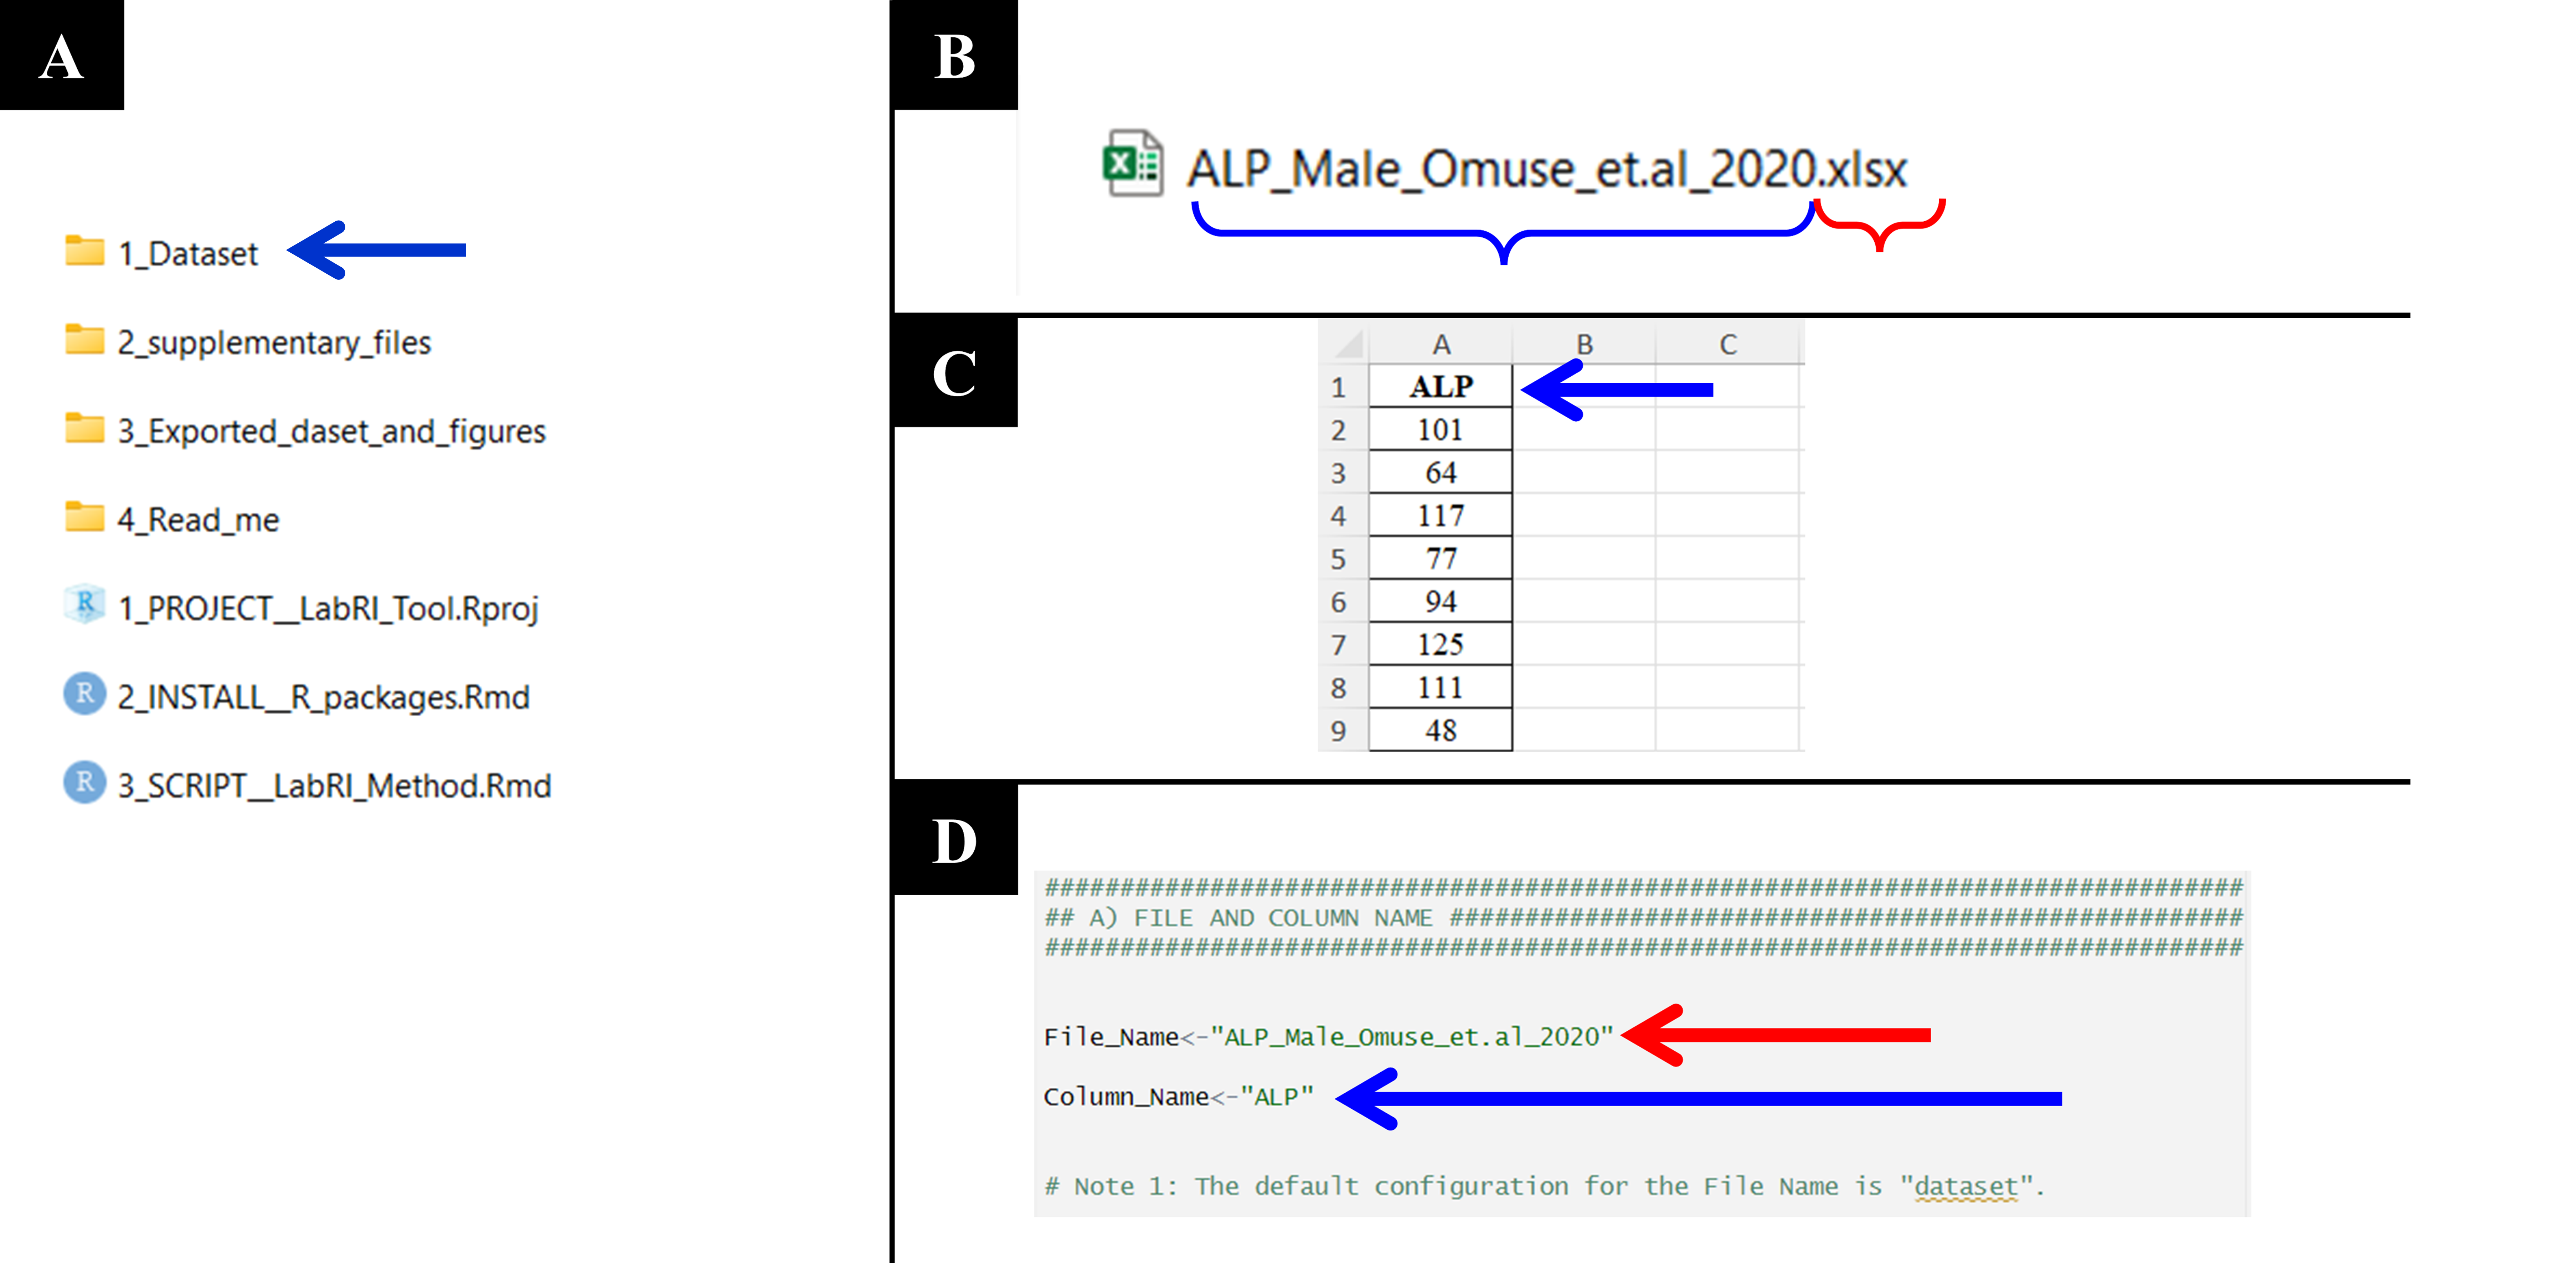 A
1_Dataset
2_supplementary_files
3_Exported_daset_and_figures
4_Read_me
1_PROJECT__LabRI_Tool.Rproj
2_INSTALL__R_packages.Rmd
3_SCRIPT__LabRI_Method.Rmd
B
ALP_Male_Omuse_et.al_2020.xlsx
C
A B C
1 ALP
2 101
3 64
4 117
5 77
6 94
7 125
8 111
9 48
D
################################################################################
## A) FILE AND COLUMN NAME #####################################################
################################################################################
File_Name<-"ALP_Male_Omuse_et.al_2020"
Column_Name<-"ALP"
# Note 1: The default configuration for the File Name is "dataset".